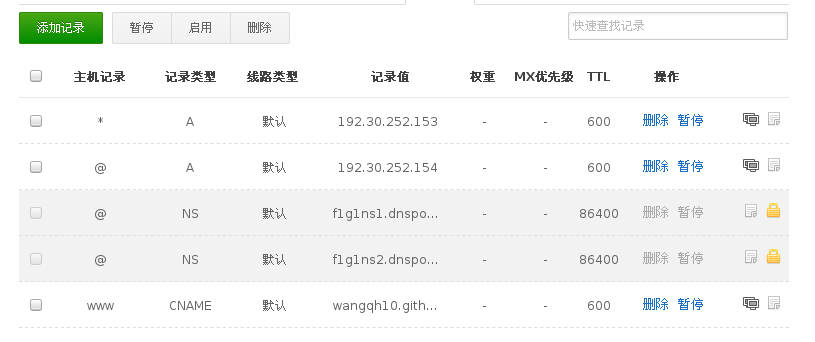 添加记录 暂停 启用 删除 快速查找记录
主机记录 记录类型 线路类型 记录值 权重 MX优先级 TTL 操作
* A 默认 192.30.252.153 - - 600 删除 暂停
@ A 默认 192.30.252.154 - - 600 删除 暂停
@ NS 默认 f1g1ns1.dnspo... - - 86400 删除 暂停
@ NS 默认 f1g1ns2.dnspo... - - 86400 删除 暂停
www CNAME 默认 wangqh10.gith... - - 600 删除 暂停